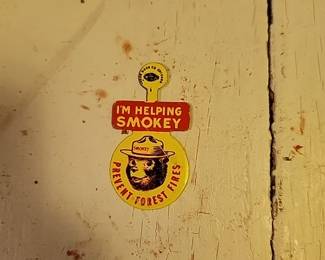 I'M HELPING
SMOKEY
SMOKEY
PREVENT FOREST FIRES